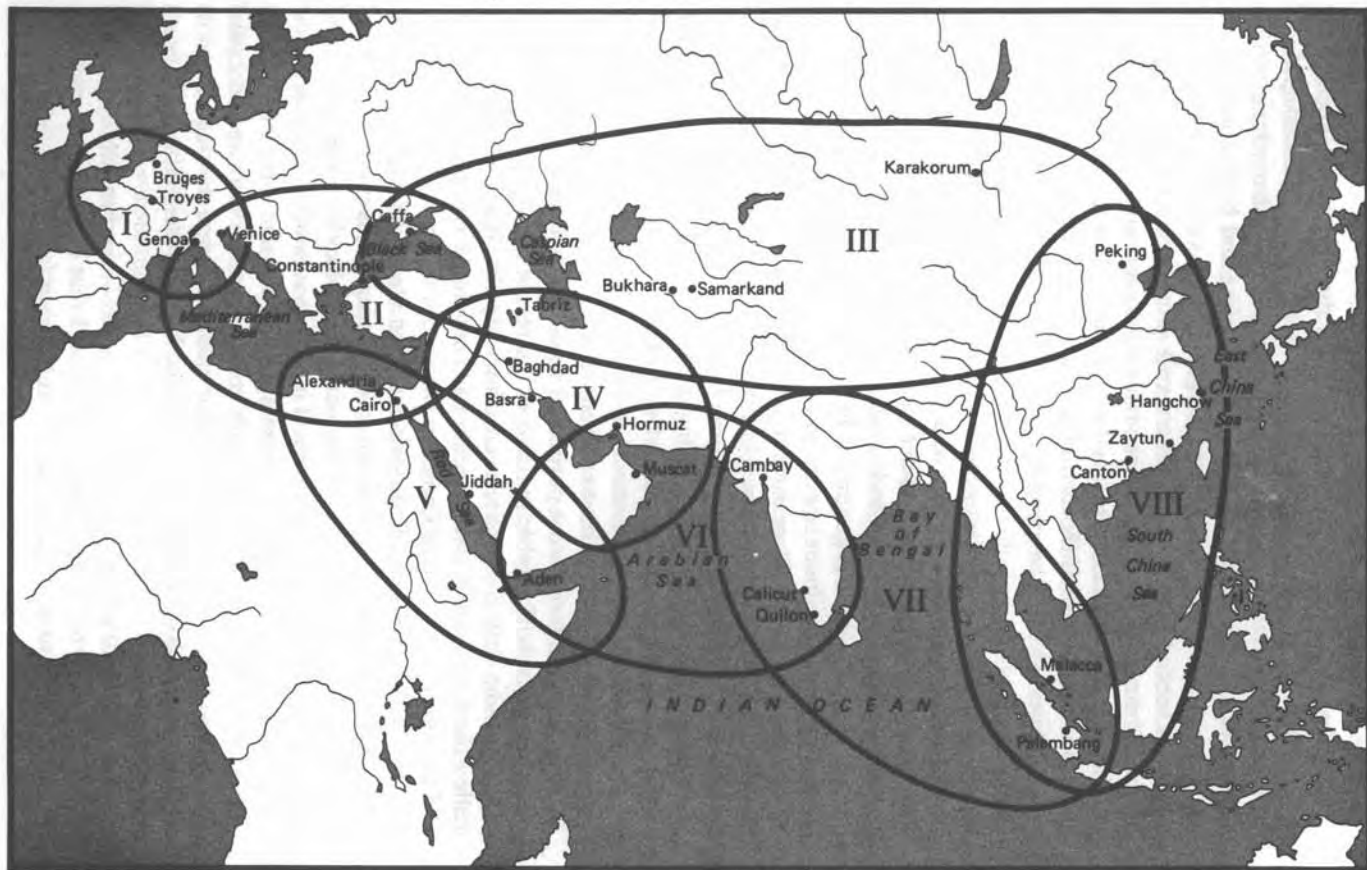 Karakorum
Bruges
Troyes
I
Caffa
Genoa
Venice
III
Black Sea
Caspian
Sea
Peking
Constantinople
Bukhara
Samarkand
Mediterranean
Sea
II
Tabriz
East
China
Sea
Baghdad
Alexandria
Cairo
Basra
IV
Hangchow
Hormuz
Zaytun
Muscat
Cambay
Canton
Red
Sea
Jiddah
V
VIII
Bay
of
Bengal
South
China
Sea
VI
Arabian
Sea
Aden
Calicut
Quilon
VII
Malacca
INDIAN OCEAN
Palembang